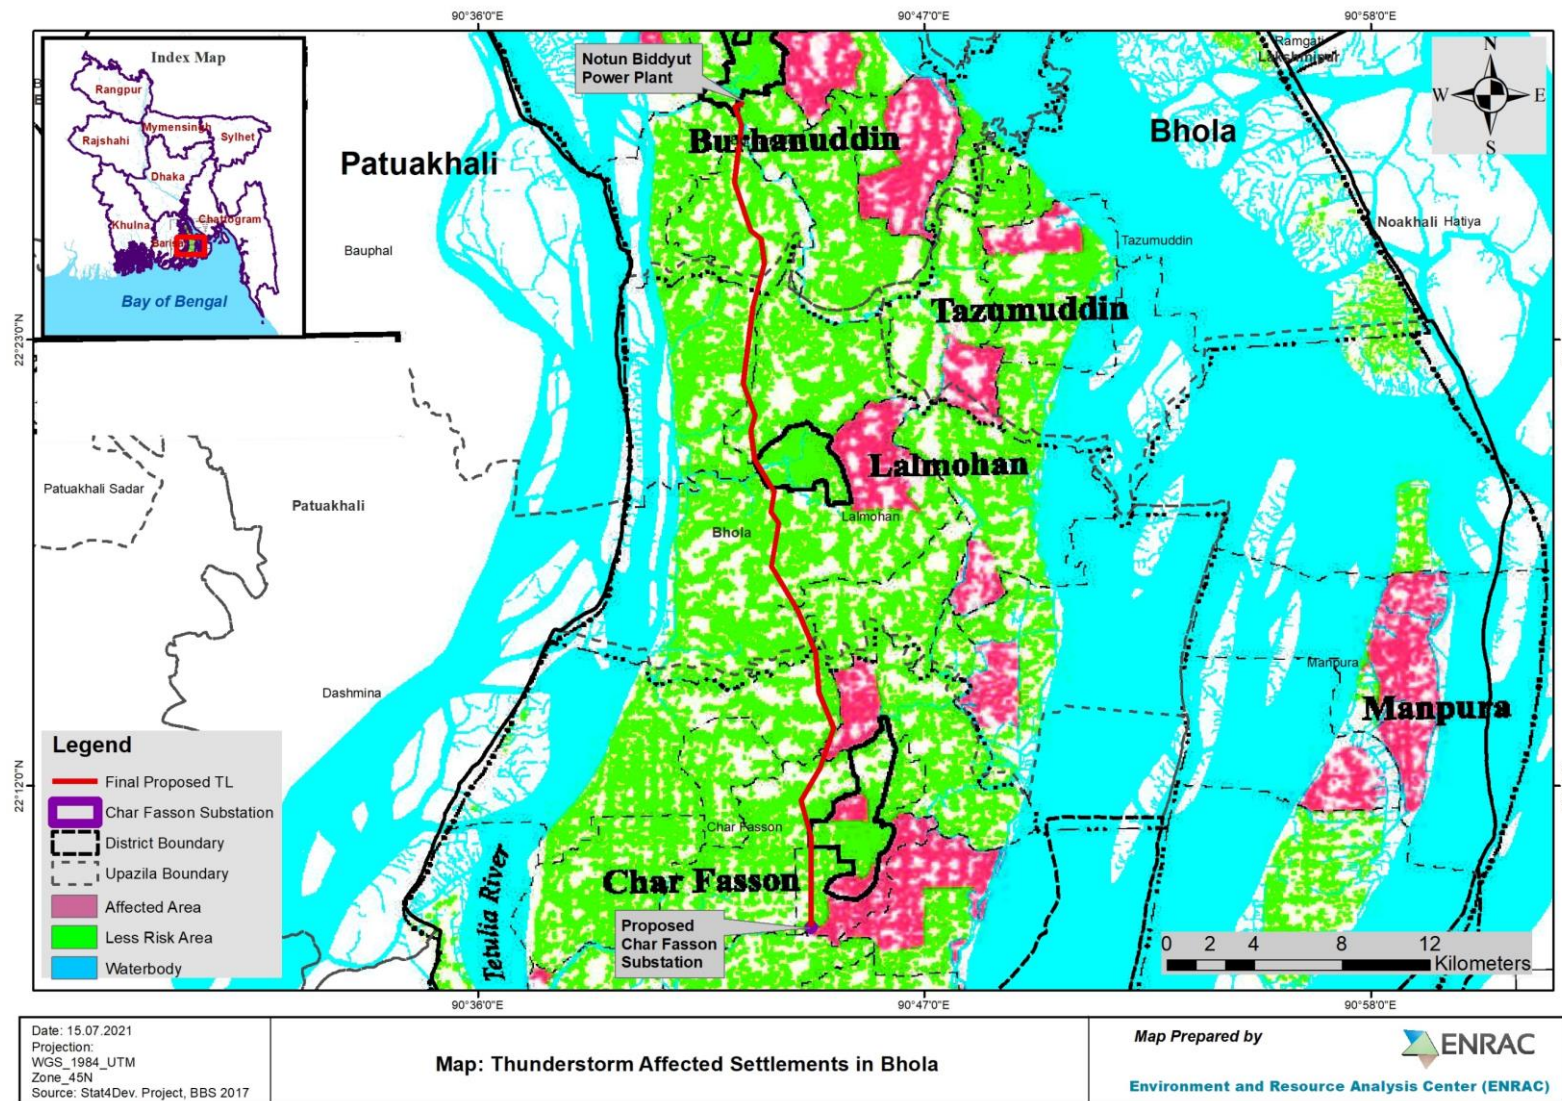 90°36'0"E
90°47'0"E
90°58'0"E
Index Map
Rangpur
Rajshahi
Mymensingh
Sylhet
Dhaka
Khulna
Chattogram
Bay of Bengal
Notun Biddyut
Power Plant
Ramgati
Lakshmipur
N
W
E
S
Burhanuddin
Bhola
Patuakhali
Noakhali Hatiya
Bauphal
Tazumuddin
Tazumuddin
22°23'0"N
Lalmohan
Patuakhali Sadar
Patuakhali
Lalmohan
Bhola
Manpura
Dashmina
Manpura
22°12'0"N
Legend
Final Proposed TL
Char Fasson Substation
District Boundary
Upazila Boundary
Affected Area
Less Risk Area
Waterbody
Char Fasson
Char Fasson
Tetulia River
Proposed
Char Fasson
Substation
0 2 4 8 12
Kilometers
90°36'0"E
90°47'0"E
90°58'0"E
Date: 15.07.2021
Projection:
WGS_1984_UTM
Zone_45N
Source: Stat4Dev. Project, BBS 2017
Map: Thunderstorm Affected Settlements in Bhola
Map Prepared by
ENRAC
Environment and Resource Analysis Center (ENRAC)